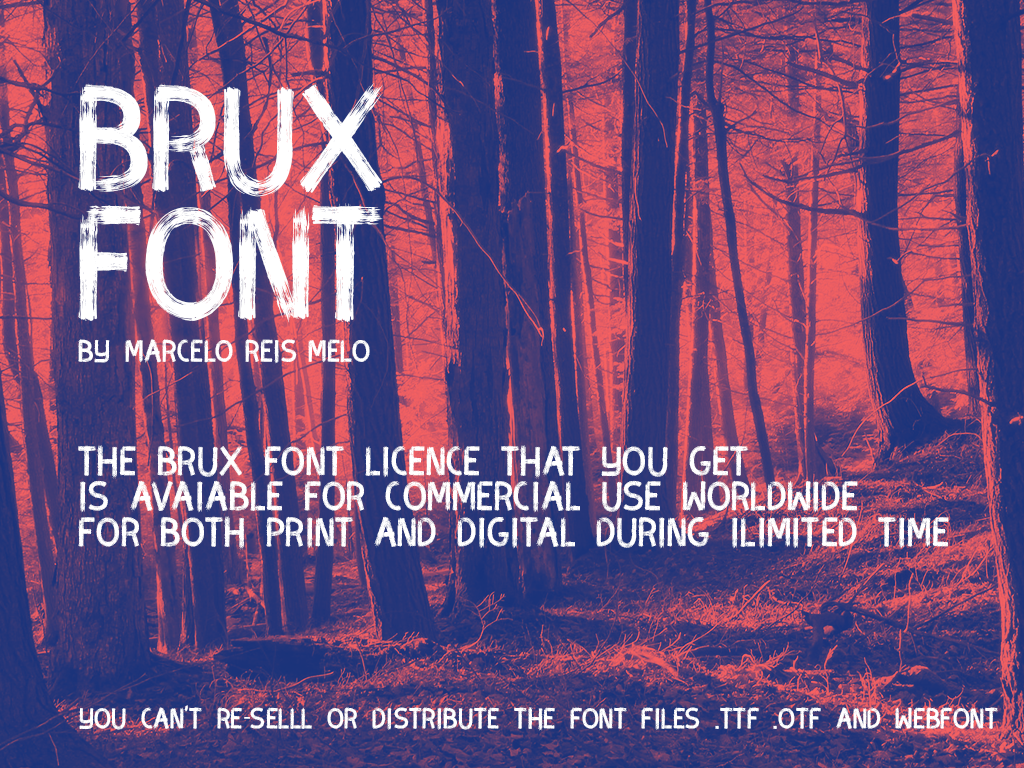 BRUX
FONT
BY MARCELO REIS MELO
THE BRUX FONT LICENCE THAT YOU GET
IS AVAIABLE FOR COMMERCIAL USE WORLDWIDE
FOR BOTH PRINT AND DIGITAL DURING ILIMITED TIME
YOU CAN'T RE-SELLL OR DISTRIBUTE THE FONT FILES .TTF .OTF AND WEBFONT